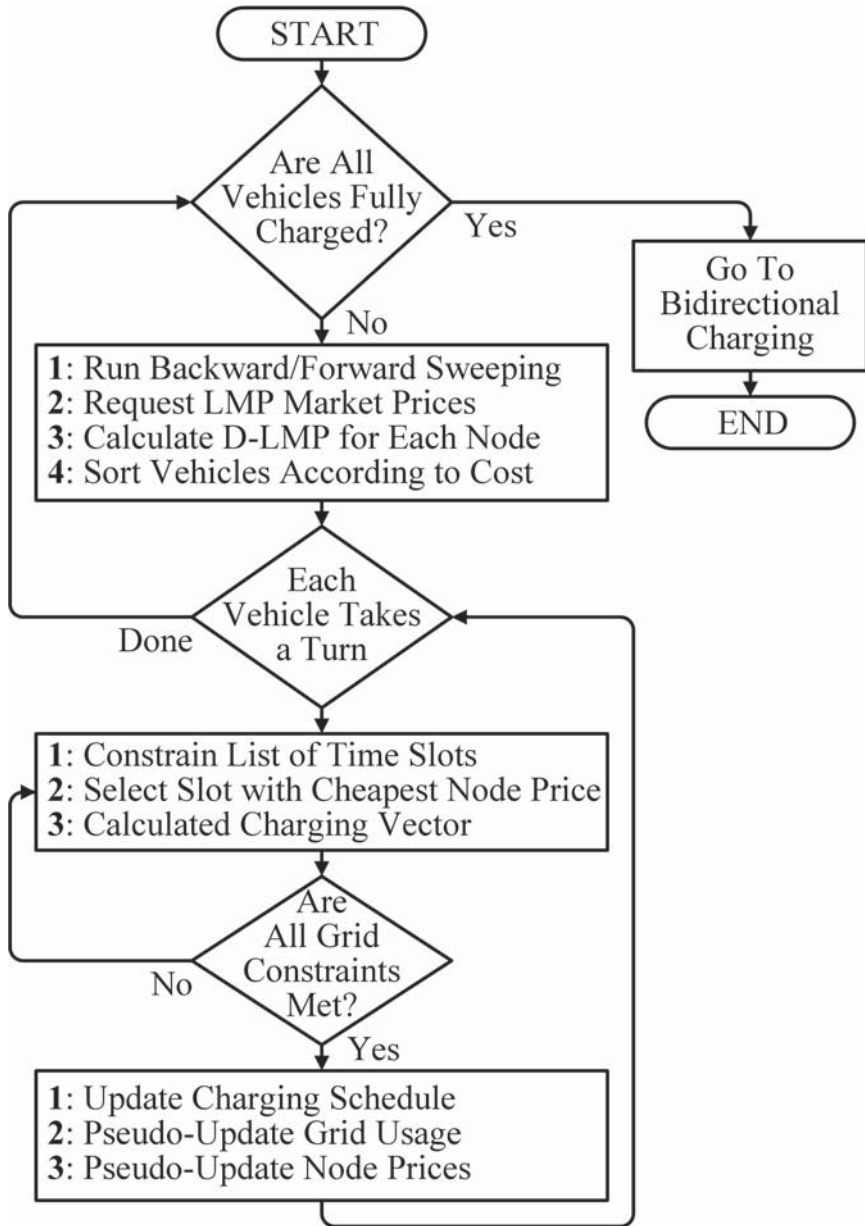 START
Are All
Vehicles Fully
Charged?
Yes
No
Go To
Bidirectional
Charging
END
1: Run Backward/Forward Sweeping
2: Request LMP Market Prices
3: Calculate D-LMP for Each Node
4: Sort Vehicles According to Cost
Each
Vehicle Takes
a Turn
Done
1: Constrain List of Time Slots
2: Select Slot with Cheapest Node Price
3: Calculated Charging Vector
Are
All Grid
Constraints
Met?
No
Yes
1: Update Charging Schedule
2: Pseudo-Update Grid Usage
3: Pseudo-Update Node Prices